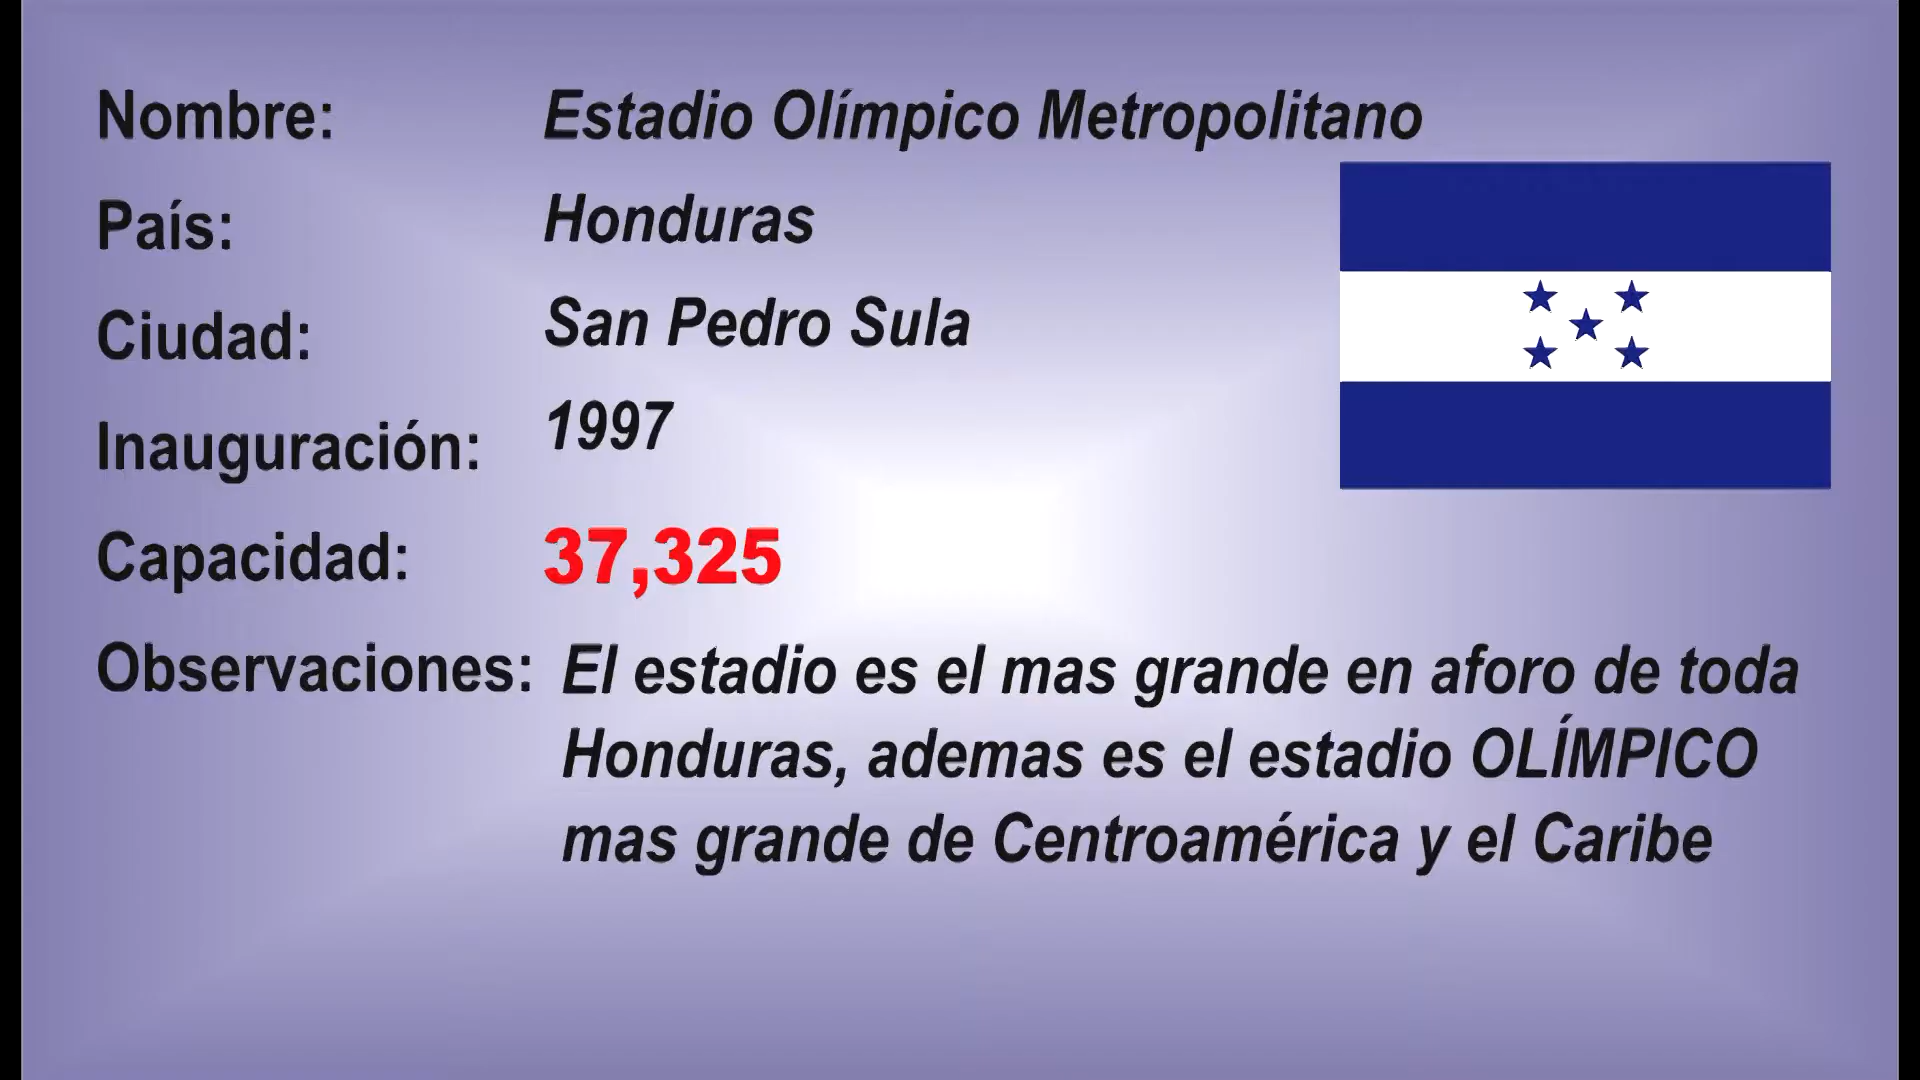 Nombre: Estadio Olímpico Metropolitano
País: Honduras
Ciudad: San Pedro Sula
Inauguración: 1997
Capacidad: 37,325
Observaciones: El estadio es el mas grande en aforo de toda
Honduras, ademas es el estadio OLÍMPICO
mas grande de Centroamérica y el Caribe